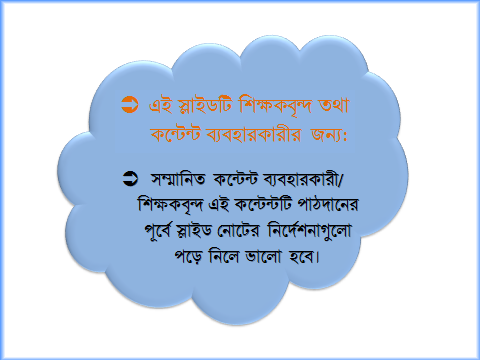 ➲ এই স্লাইডটি শিক্ষকবৃন্দ তথা
কন্টেন্ট ব্যবহারকারীর জন্য:
➲ সম্মানিত কন্টেন্ট ব্যবহারকারী/
শিক্ষকবৃন্দ এই কন্টেন্টটি পাঠদানের
পূর্বে স্লাইড নোটের নির্দেশনাগুলো
পড়ে নিলে ভালো হবে।